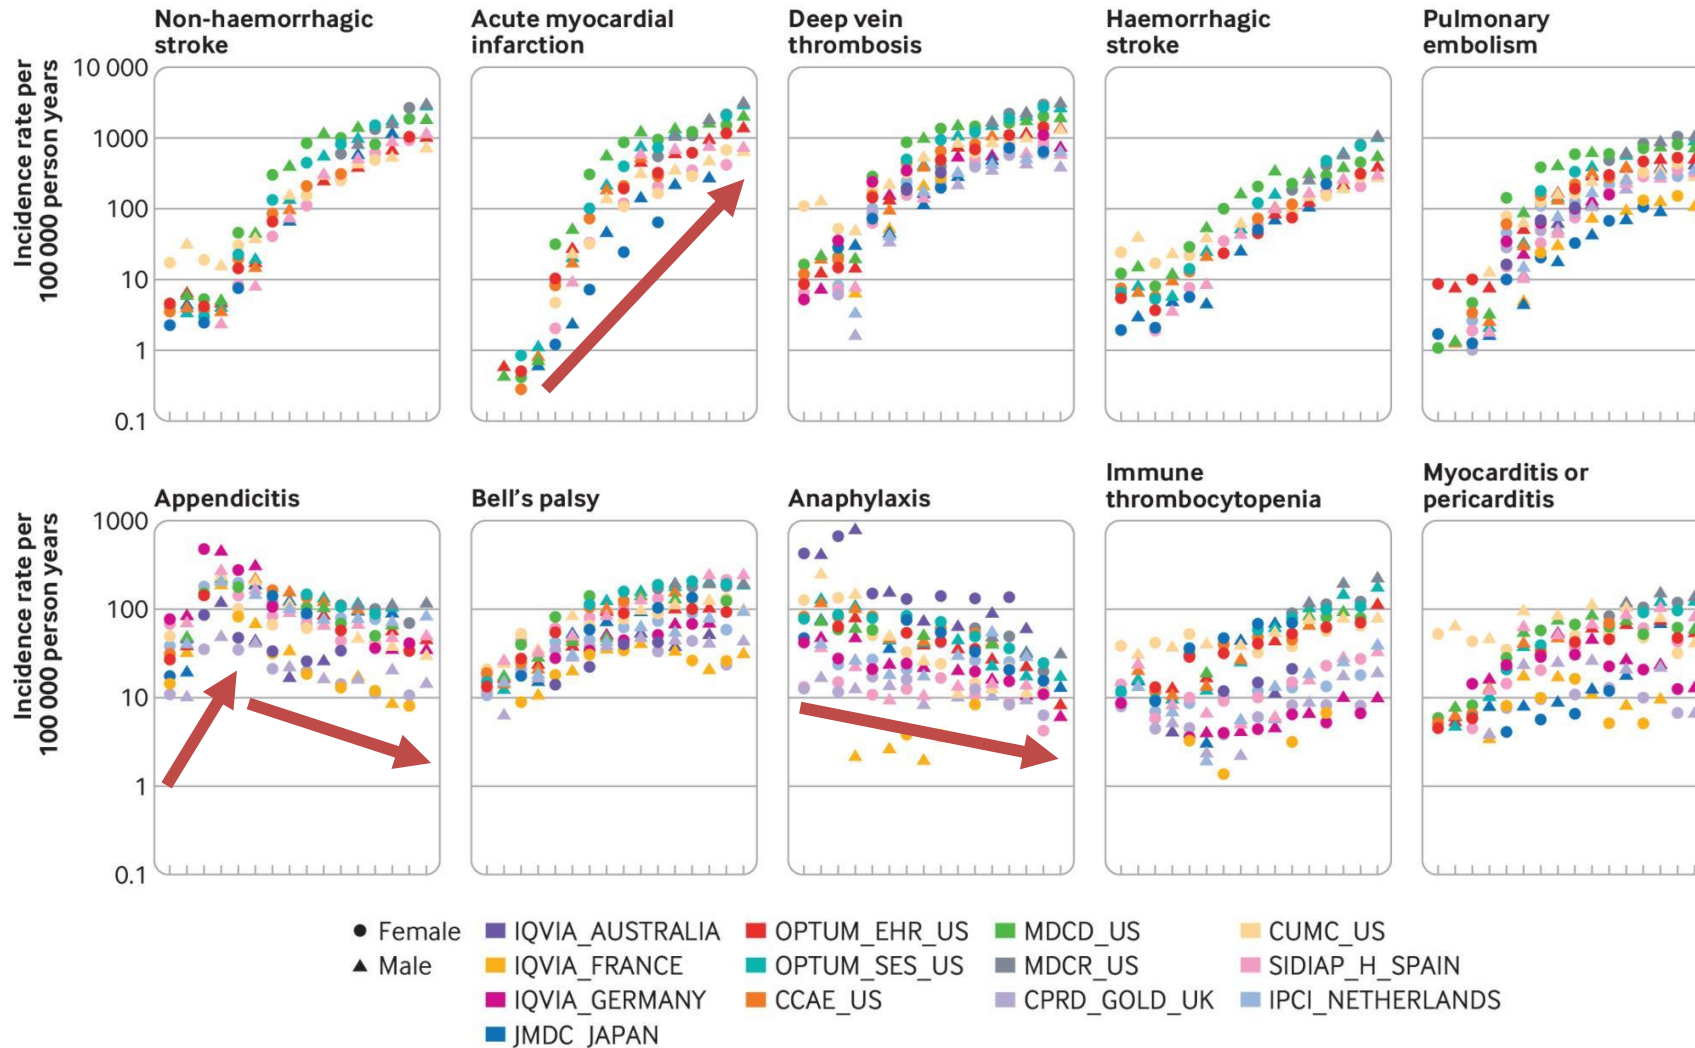 Non-haemorrhagic
stroke
Acute myocardial
infarction
Deep vein
thrombosis
Haemorrhagic
stroke
Pulmonary
embolism
Incidence rate per
100 000 person years
10 000
1000
100
10
1
0.1
Appendicitis
Bell's palsy
Anaphylaxis
Immune
thrombocytopenia
Myocarditis or
pericarditis
Incidence rate per
100 000 person years
1000
100
10
1
0.1
Female
Male
IQVIA_AUSTRALIA
IQVIA_FRANCE
IQVIA_GERMANY
JMDC_JAPAN
OPTUM_EHR_US
OPTUM_SES_US
CCAE_US
MDCD_US
MDCR_US
CPRD_GOLD_UK
CUMC_US
SIDIAP_H_SPAIN
IPCI_NETHERLANDS